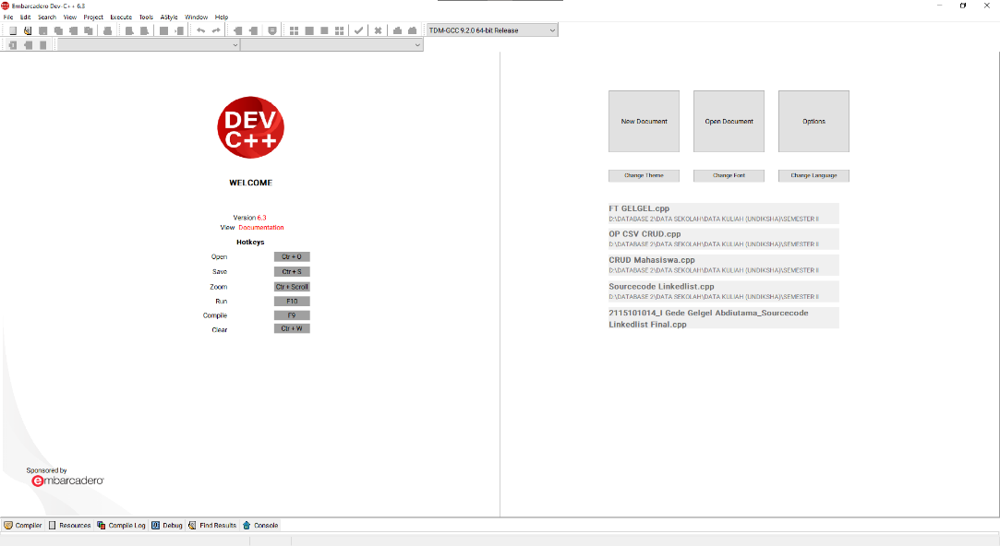 Embarcadero Dev-C++ 6.3
File Edit Search View Project Execute Tools AStyle Window Help
TDM-GCC 9.2.0 64-bit Release
DEV
C++
WELCOME
Version 6.3
View Documentation
Hotkeys
Open Ctr + O
Save Ctr + S
Zoom Ctr + Scroll
Run F10
Compile F9
Clear Ctr + W
Sponsored by
embarcadero
New Document Open Document Options
Change Theme Change Font Change Language
FT GELGEL.cpp
D:\DATABASE 2\DATA SEKOLAH\DATA KULIAH (UNDIKSHA)\SEMESTER II
OP CSV CRUD.cpp
D:\DATABASE 2\DATA SEKOLAH\DATA KULIAH (UNDIKSHA)\SEMESTER II
CRUD Mahasiswa.cpp
D:\DATABASE 2\DATA SEKOLAH\DATA KULIAH (UNDIKSHA)\SEMESTER II
Sourcecode Linkedlist.cpp
D:\DATABASE 2\DATA SEKOLAH\DATA KULIAH (UNDIKSHA)\SEMESTER II
2115101014_I Gede Gelgel Abdiutama_Sourcecode
Linkedlist Final.cpp
Compiler Resources Compile Log Debug Find Results Console